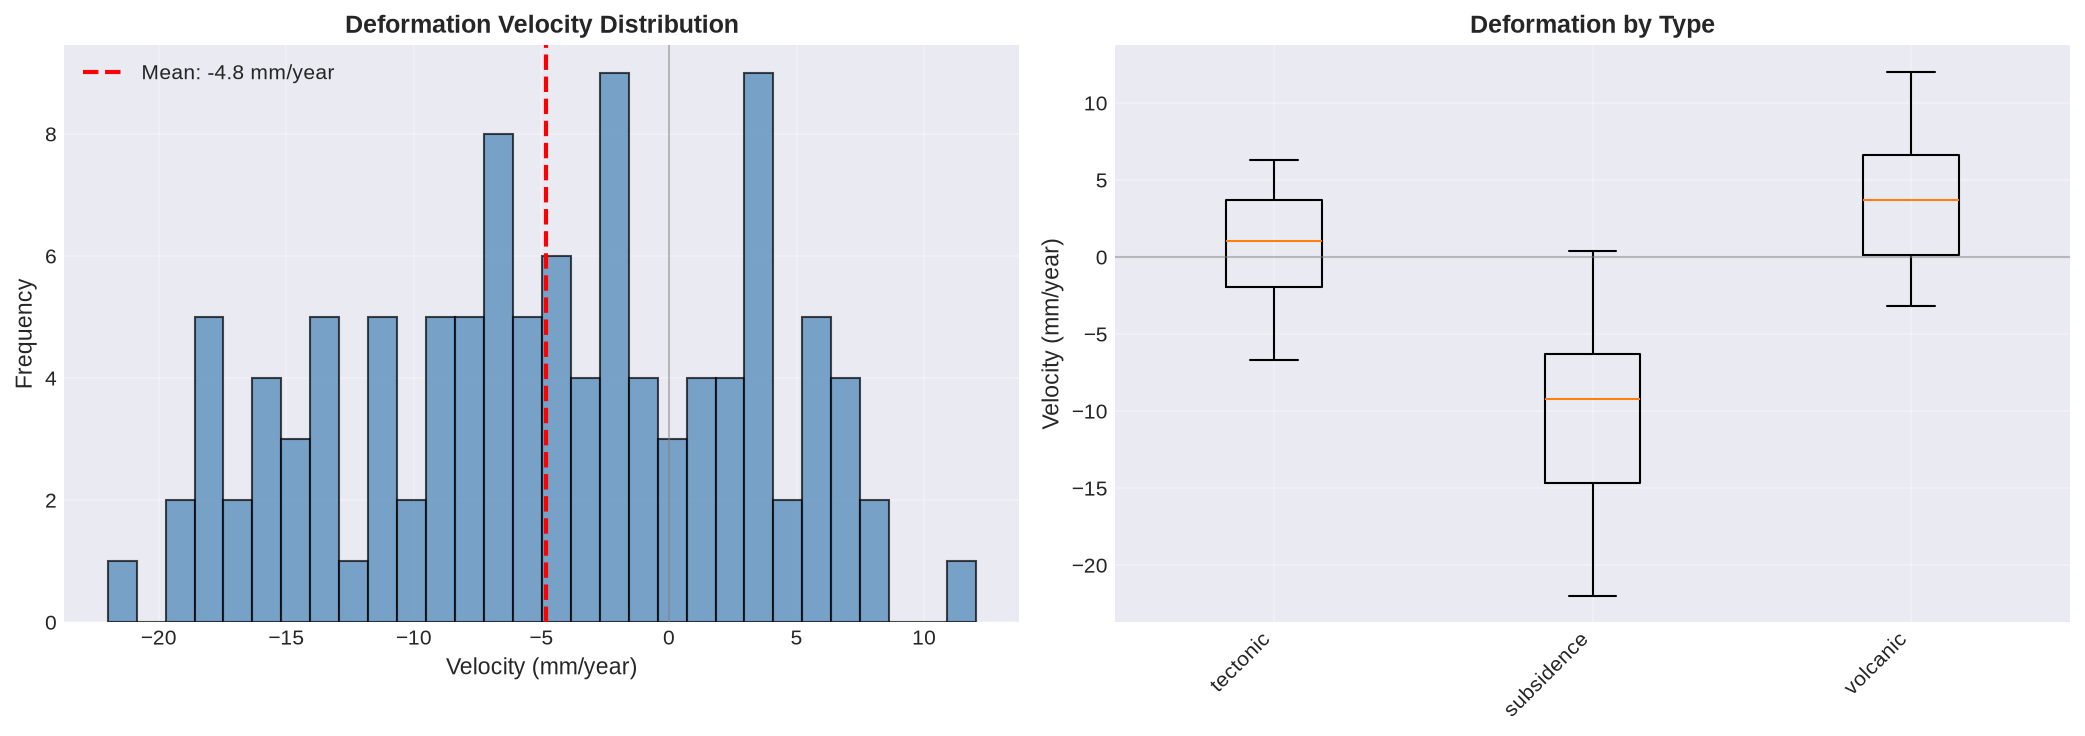 Deformation Velocity Distribution
Mean: -4.8 mm/year
Frequency
8
6
4
2
0
−20
−15
−10
−5
0
5
10
Velocity (mm/year)
Deformation by Type
Velocity (mm/year)
10
5
0
−5
−10
−15
−20
tectonic
subsidence
volcanic